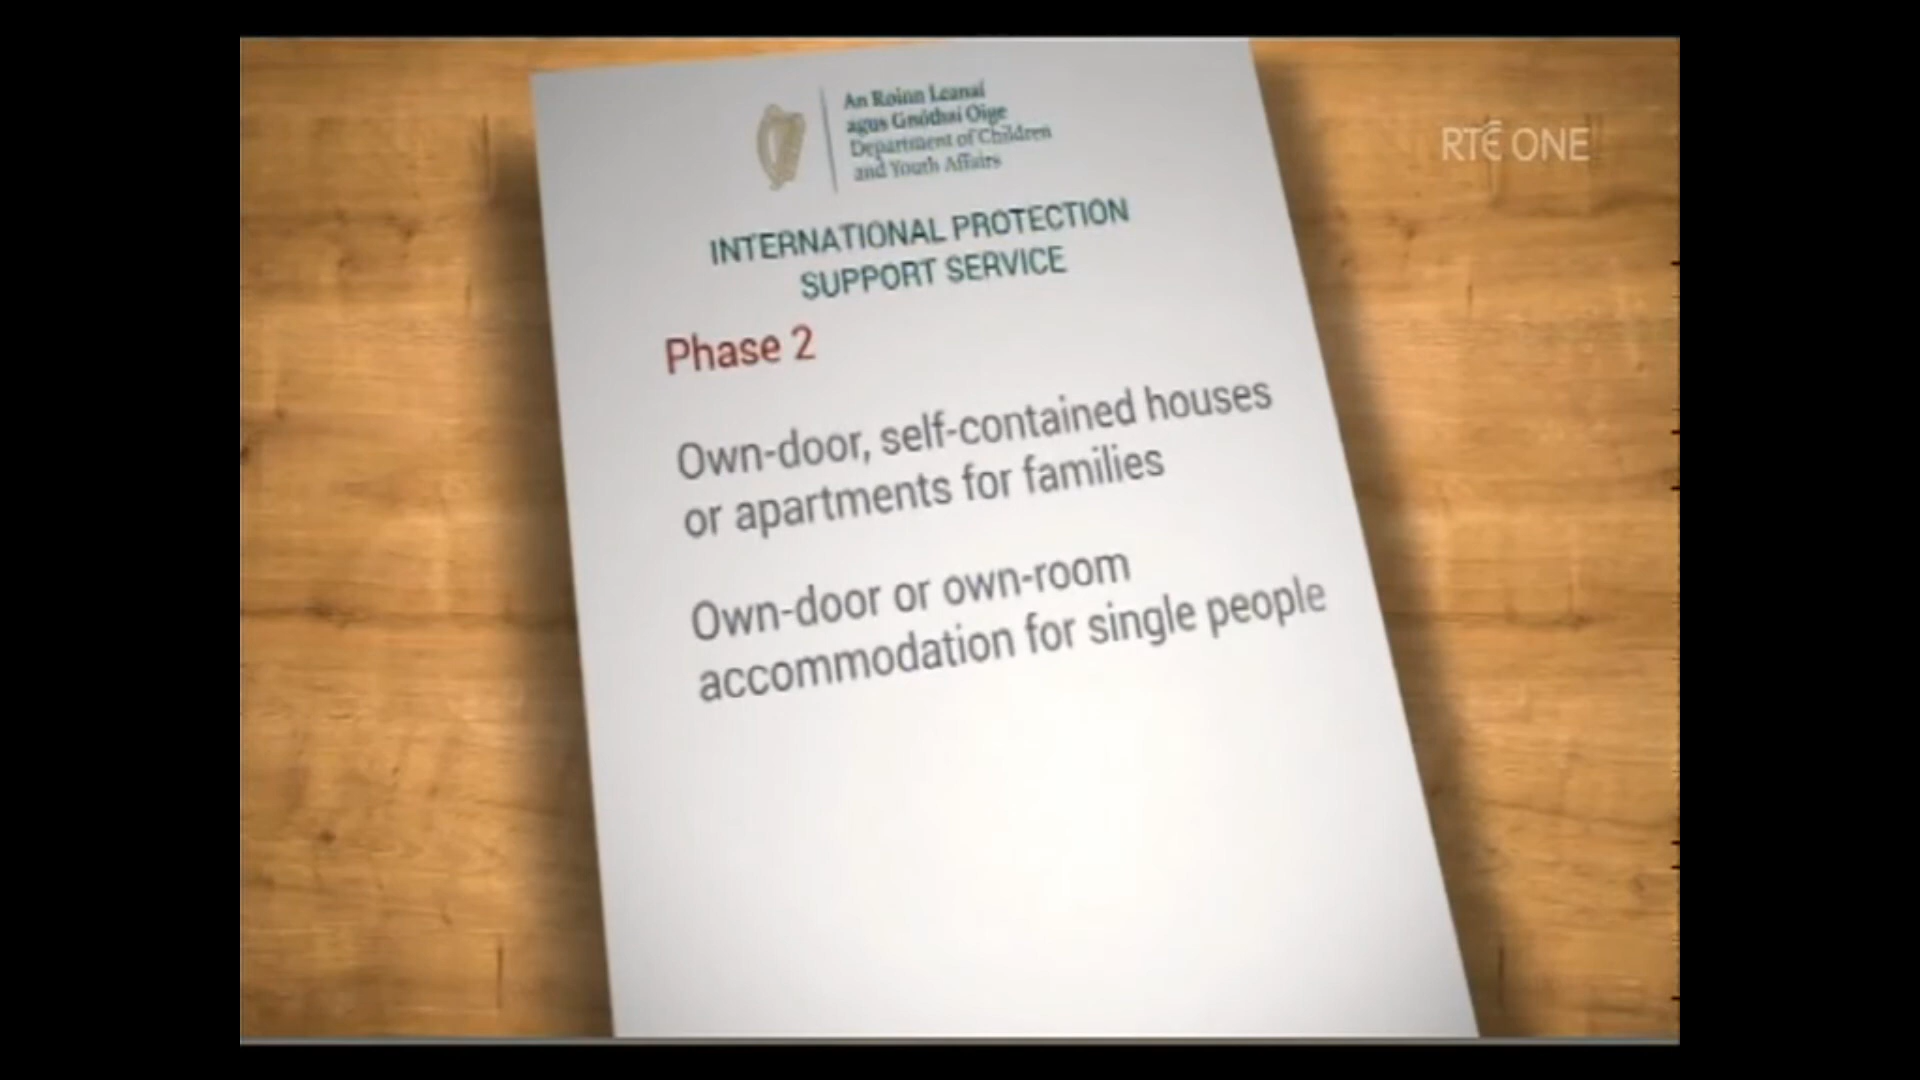 An Roinn Leanaí
agus Gnóthaí Óige
Department of Children
and Youth Affairs
RTÉ ONE
INTERNATIONAL PROTECTION
SUPPORT SERVICE
Phase 2
Own-door, self-contained houses
or apartments for families
Own-door or own-room
accommodation for single people